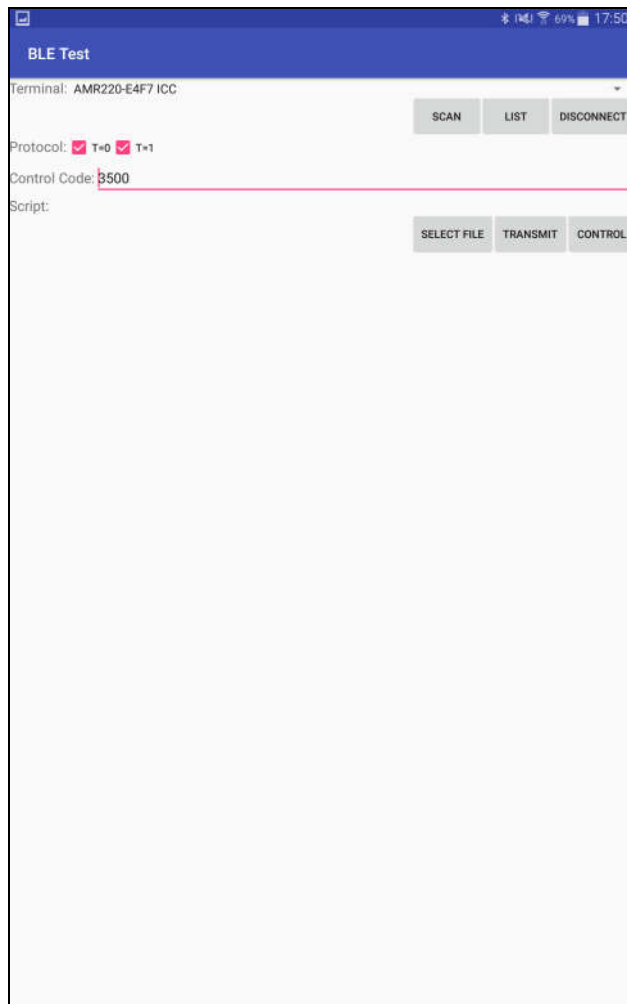 69% 17:50
BLE Test
Terminal: AMR220-E4F7 ICC
SCAN LIST DISCONNECT
Protocol: T=0 T=1
Control Code: 3500
Script:
SELECT FILE TRANSMIT CONTROL